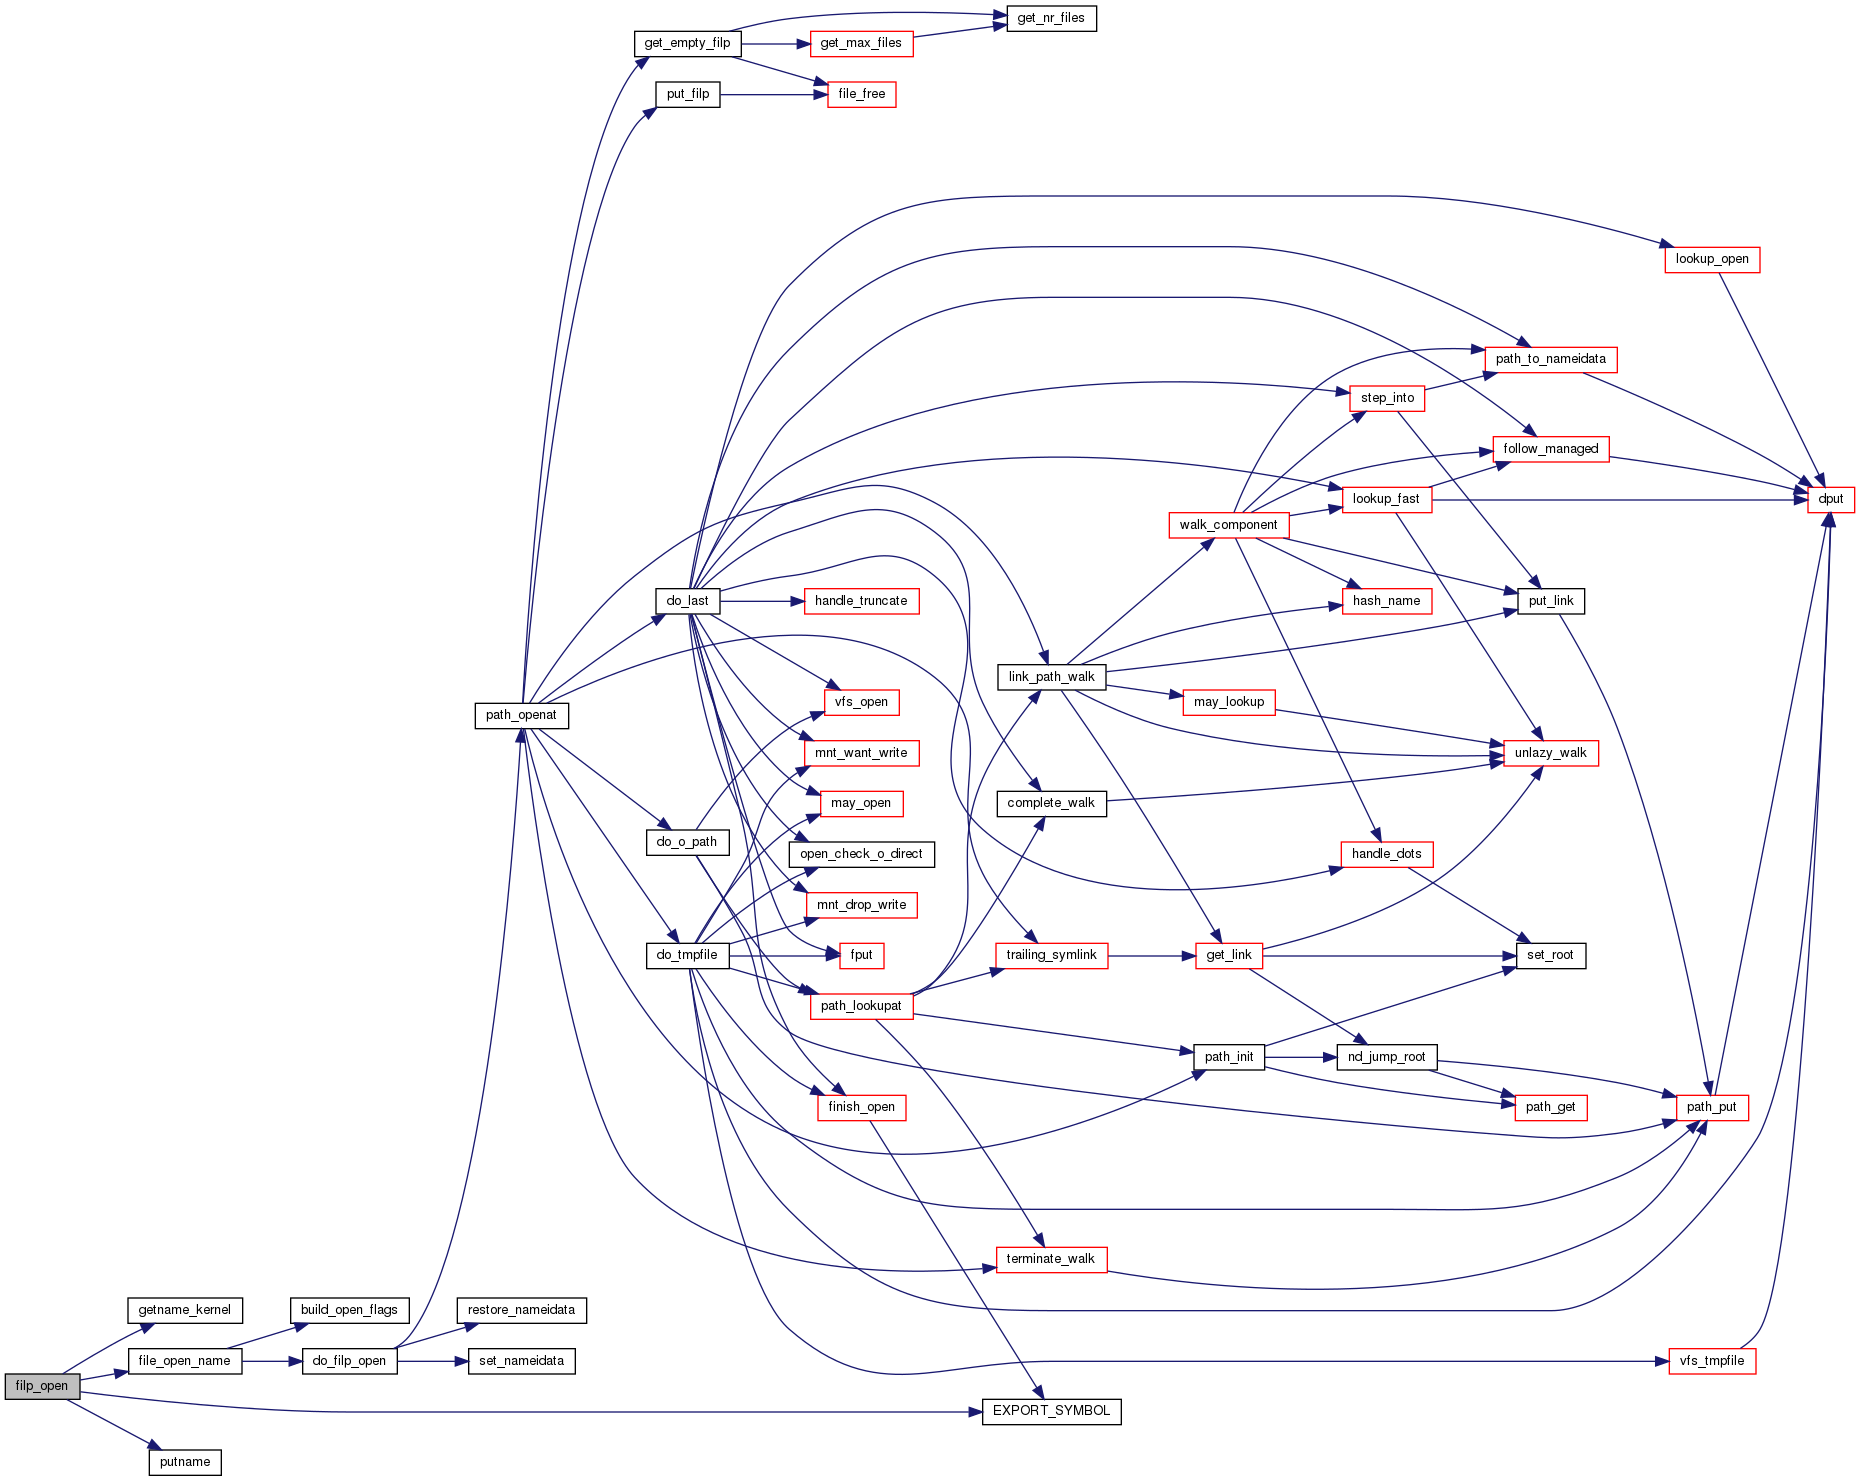 get_nr_files
get_empty_filp
get_max_files
put_filp
file_free
lookup_open
path_to_nameidata
step_into
follow_managed
lookup_fast
dput
walk_component
do_last
handle_truncate
hash_name
put_link
link_path_walk
vfs_open
may_lookup
path_openat
mnt_want_write
unlazy_walk
may_open
complete_walk
do_o_path
open_check_o_direct
handle_dots
mnt_drop_write
do_tmpfile
fput
trailing_symlink
get_link
set_root
path_lookupat
path_init
nd_jump_root
finish_open
path_get
path_put
terminate_walk
getname_kernel
build_open_flags
restore_nameidata
file_open_name
do_filp_open
set_nameidata
vfs_tmpfile
filp_open
EXPORT_SYMBOL
putname